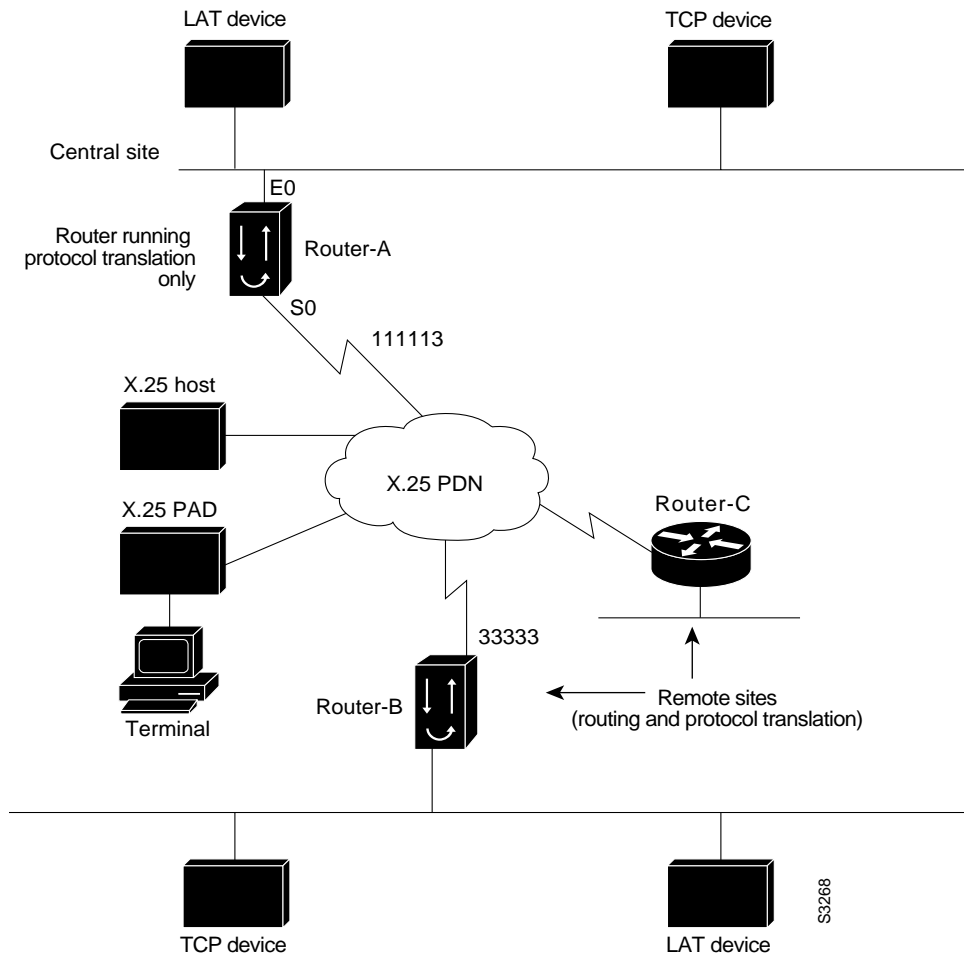 LAT device
TCP device
Central site
E0
Router running
protocol translation
only
Router-A
S0
111113
X.25 host
X.25 PDN
X.25 PAD
Router-C
33333
Router-B
Remote sites
(routing and protocol translation)
Terminal
TCP device
LAT device
S3268